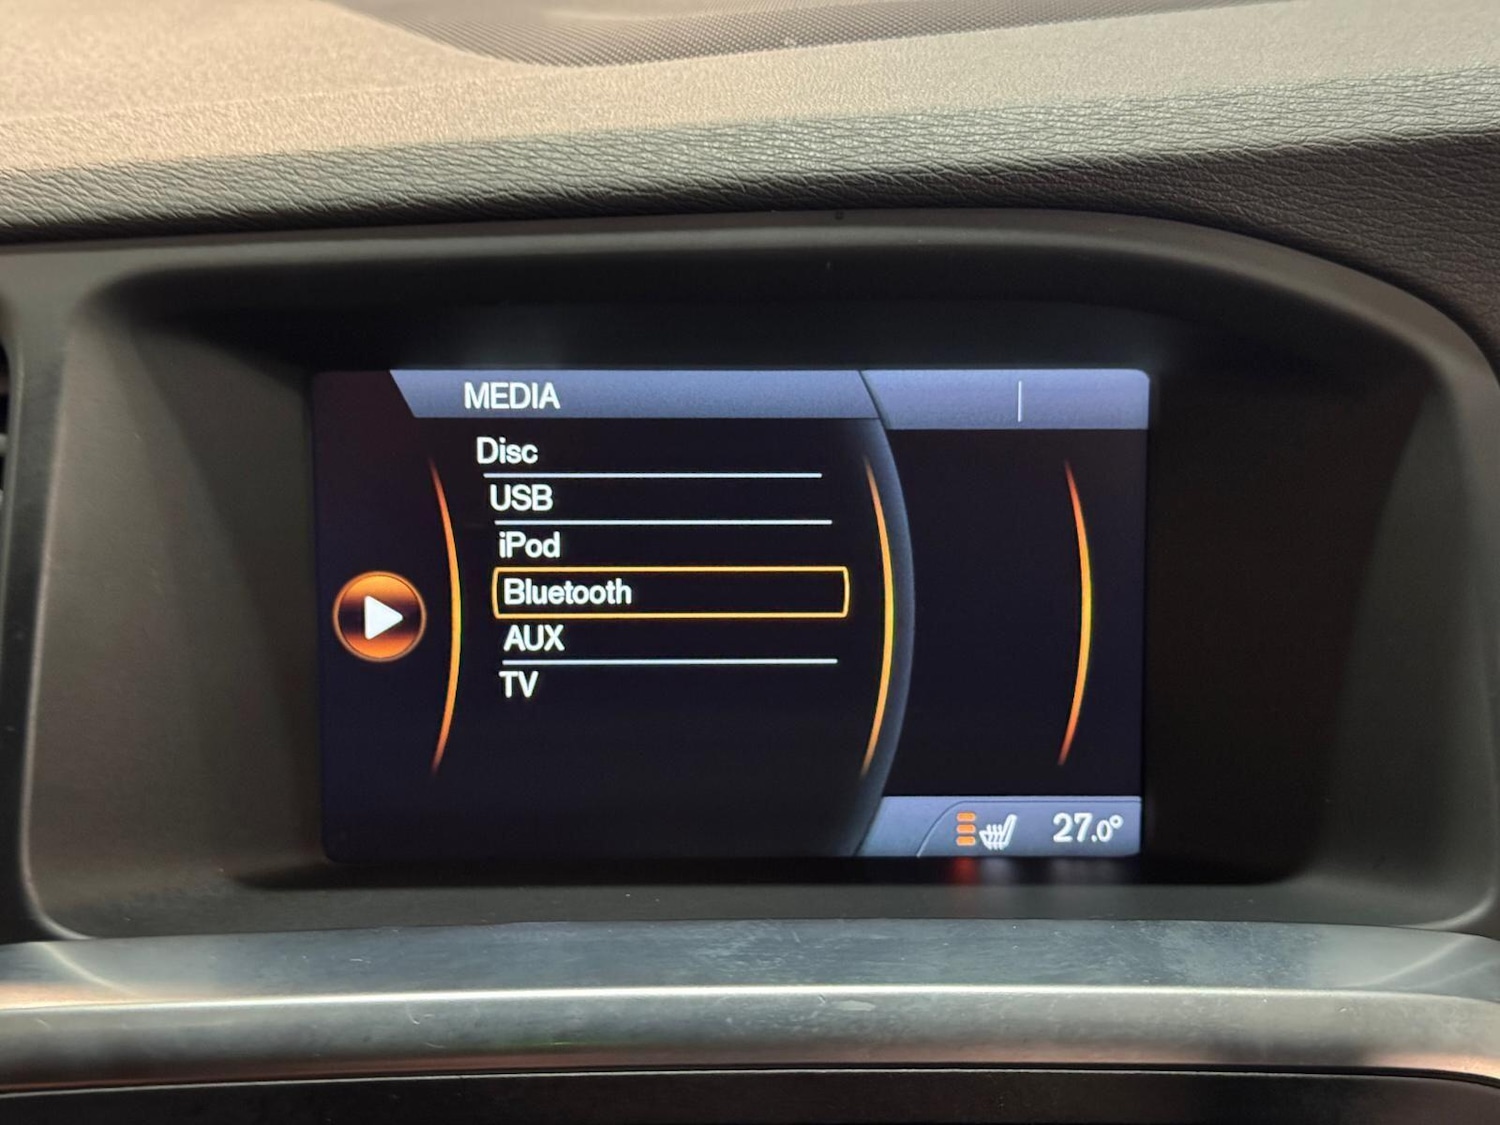 MEDIA
Disc
USB
iPod
Bluetooth
AUX
TV
27.0°